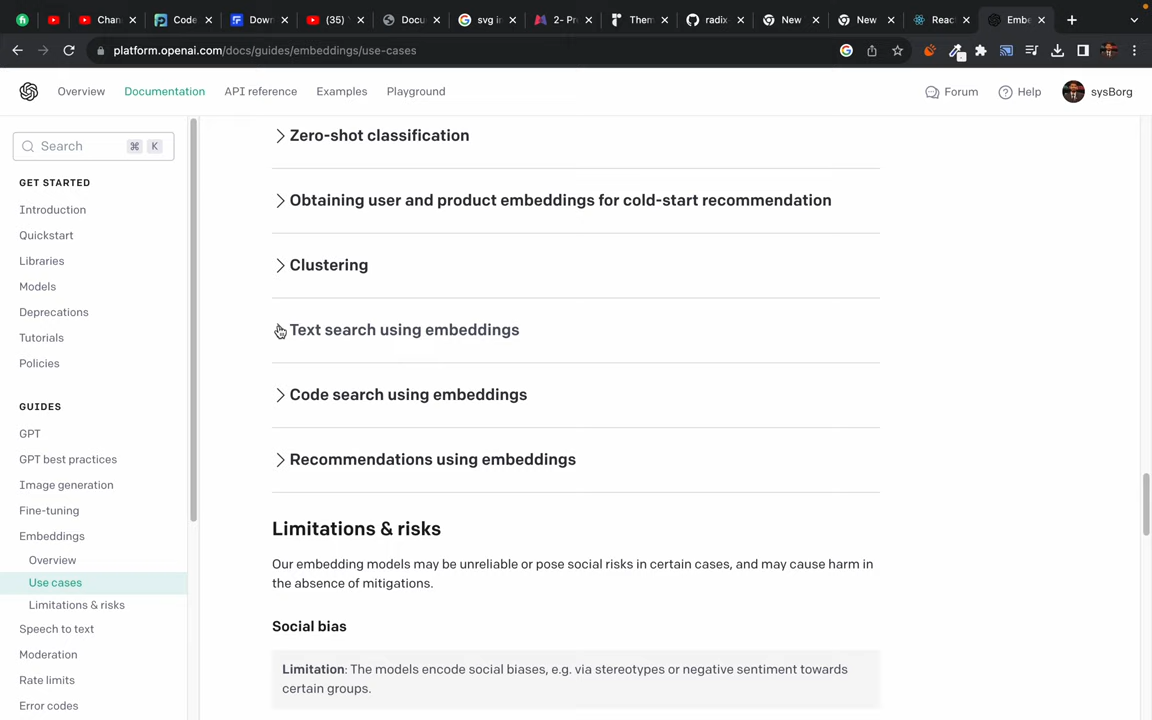 Chann
Code
Down
(35)
Docu
svg in
2- Pr
Them
radix
New
New
Reac
Embe
platform.openai.com/docs/guides/embeddings/use-cases
Overview Documentation API reference Examples Playground Forum Help sysBorg
Search ⌘ K
GET STARTED
Introduction
Quickstart
Libraries
Models
Deprecations
Tutorials
Policies
GUIDES
GPT
GPT best practices
Image generation
Fine-tuning
Embeddings
Overview
Use cases
Limitations & risks
Speech to text
Moderation
Rate limits
Error codes
Zero-shot classification
Obtaining user and product embeddings for cold-start recommendation
Clustering
Text search using embeddings
Code search using embeddings
Recommendations using embeddings
Limitations & risks
Our embedding models may be unreliable or pose social risks in certain cases, and may cause harm in
the absence of mitigations.
Social bias
Limitation: The models encode social biases, e.g. via stereotypes or negative sentiment towards
certain groups.